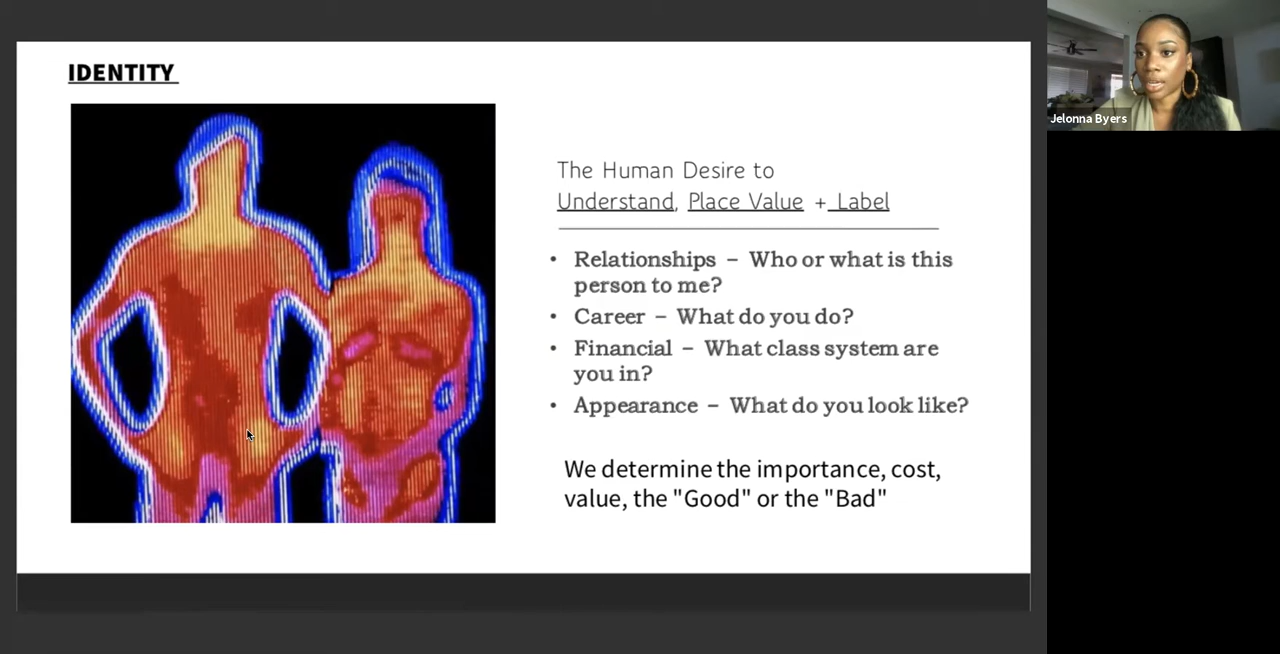 IDENTITY
The Human Desire to
Understand, Place Value + Label
• Relationships – Who or what is this
person to me?
• Career – What do you do?
• Financial – What class system are
you in?
• Appearance – What do you look like?
We determine the importance, cost,
value, the "Good" or the "Bad"
Jelonna Byers